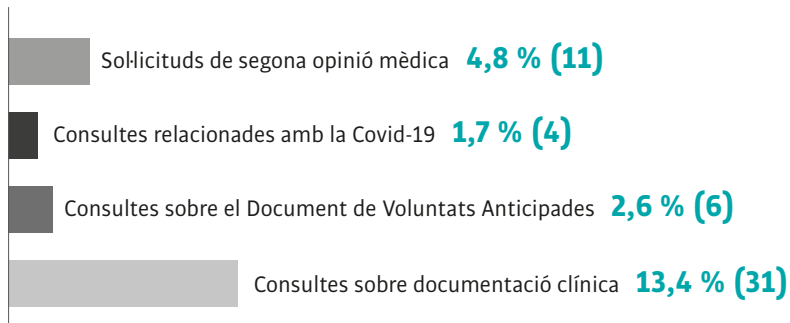 Sol·licituds de segona opinió mèdica 4,8 % (11)
Consultes relacionades amb la Covid-19 1,7 % (4)
Consultes sobre el Document de Voluntats Anticipades 2,6 % (6)
Consultes sobre documentació clínica 13,4 % (31)